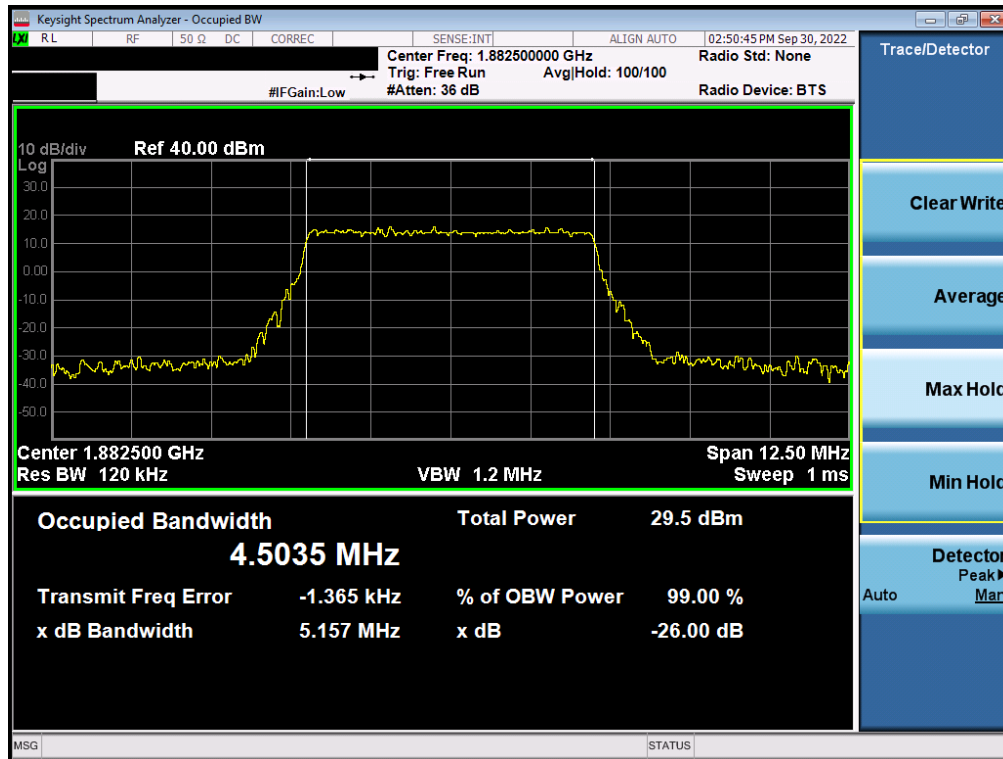 Keysight Spectrum Analyzer - Occupied BW
LXI RL RF 50 Ω DC CORREC SENSE:INT ALIGN AUTO 02:50:45 PM Sep 30, 2022
Center Freq: 1.882500000 GHz Radio Std: None
Trig: Free Run Avg|Hold: 100/100
#IFGain:Low #Atten: 36 dB Radio Device: BTS
Trace/Detector
10 dB/div Ref 40.00 dBm
Log
30.0
20.0
10.0
0.00
-10.0
-20.0
-30.0
-40.0
-50.0
Center 1.882500 GHz Span 12.50 MHz
Res BW 120 kHz VBW 1.2 MHz Sweep 1 ms
Occupied Bandwidth Total Power 29.5 dBm
4.5035 MHz
Transmit Freq Error -1.365 kHz % of OBW Power 99.00 %
x dB Bandwidth 5.157 MHz x dB -26.00 dB
Clear Write
Average
Max Hold
Min Hold
Detector
Peak
Auto Man
MSG STATUS